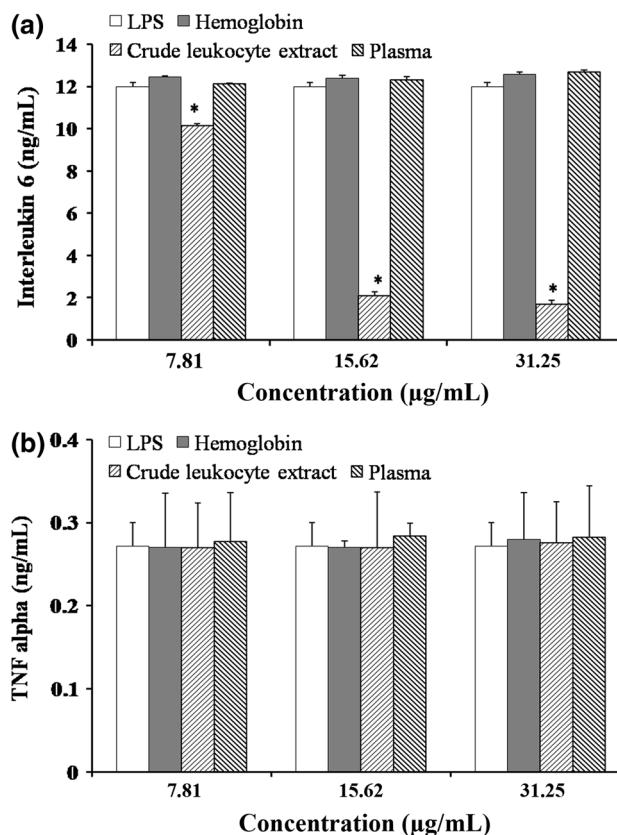 (a)
LPS Hemoglobin
Crude leukocyte extract Plasma
Interleukin 6 (ng/mL)
14
12
10
8
6
4
2
0
*
*
*
7.81 15.62 31.25
Concentration (µg/mL)
(b)
LPS Hemoglobin
Crude leukocyte extract Plasma
TNF alpha (ng/mL)
0.4
0.3
0.2
0.1
0
7.81 15.62 31.25
Concentration (µg/mL)